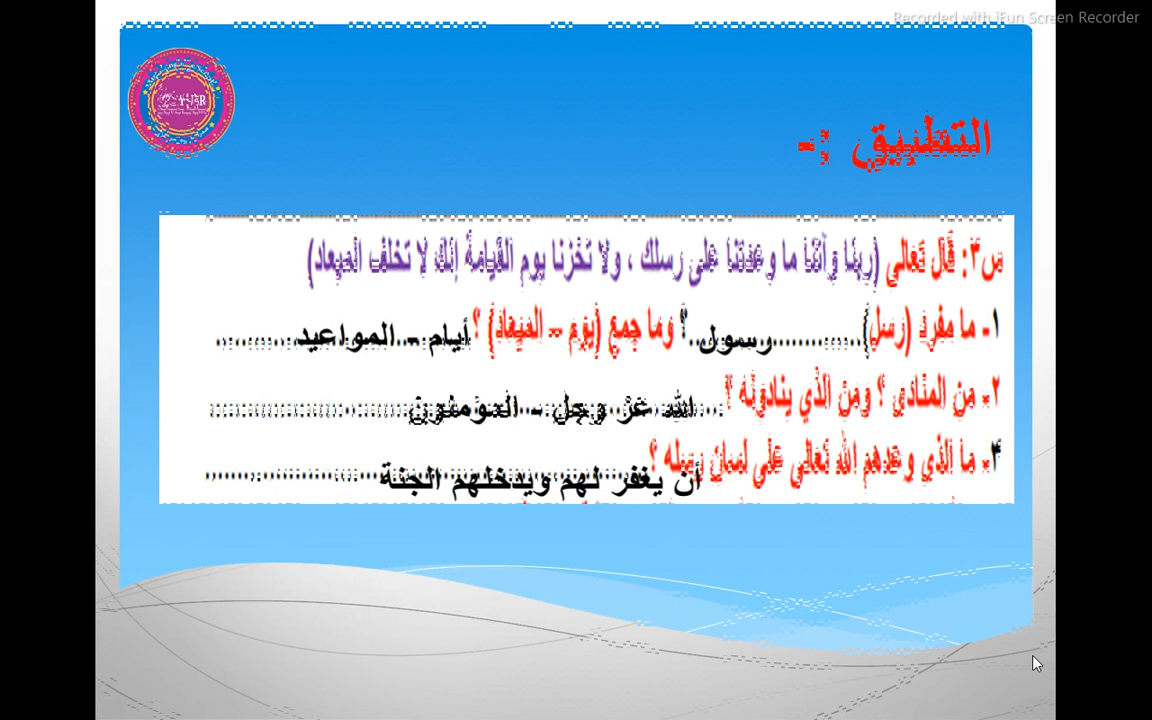 Recorded with iFun Screen Recorder
التطبيق :-
س٣: قال تعالى (ربنا وآتنا ما وعدتنا على رسلك ، ولا تخزنا يوم القيامة إنك لا تخلف الميعاد)
١- ما مفرد (رسل)............رسول..؟ وما جمع (يوم – الميعاد) ؟ أيام – المواعيد............
٢- من المنادى ؟ ومن الذي ينادونه ؟....الله عز وجل – المؤمنون............................
٣- ما الذي وعدهم الله تعالى على لسان رسله ؟ أن يغفر لهم ويدخلهم الجنة........................